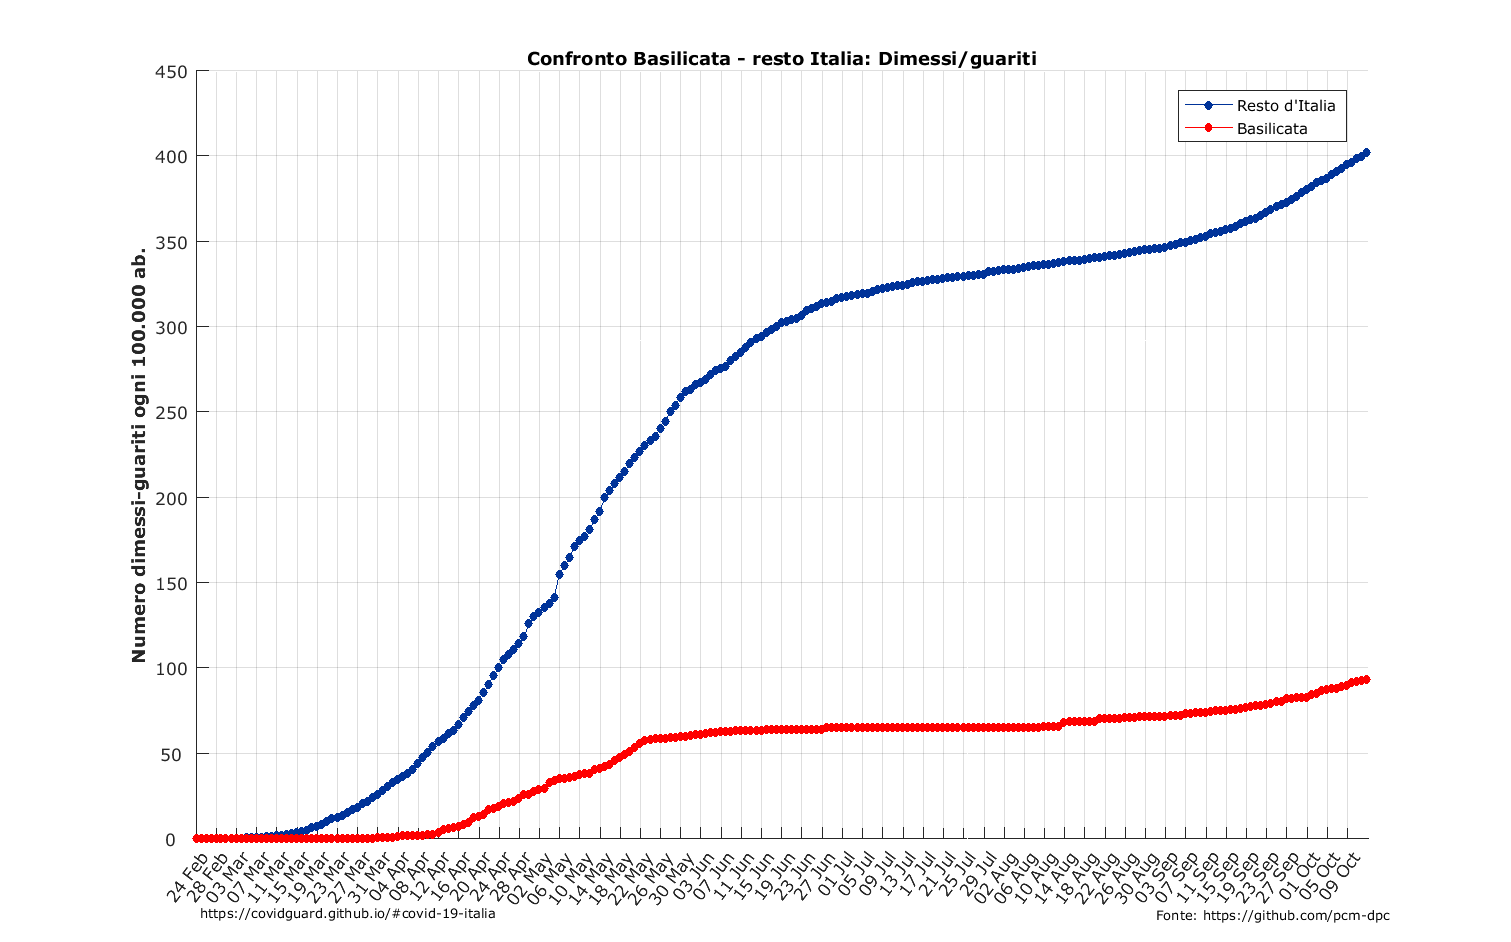 Confronto Basilicata - resto Italia: Dimessi/guariti
Resto d'Italia
Basilicata
Numero dimessi-guariti ogni 100.000 ab.
450
400
350
300
250
200
150
100
50
0
24 Feb
28 Feb
03 Mar
07 Mar
11 Mar
15 Mar
19 Mar
23 Mar
27 Mar
31 Mar
04 Apr
08 Apr
12 Apr
16 Apr
20 Apr
24 Apr
28 Apr
02 May
06 May
10 May
14 May
18 May
22 May
26 May
30 May
03 Jun
07 Jun
11 Jun
15 Jun
19 Jun
23 Jun
27 Jun
01 Jul
05 Jul
09 Jul
13 Jul
17 Jul
21 Jul
25 Jul
29 Jul
02 Aug
06 Aug
10 Aug
14 Aug
18 Aug
22 Aug
26 Aug
30 Aug
03 Sep
07 Sep
11 Sep
15 Sep
19 Sep
23 Sep
27 Sep
01 Oct
05 Oct
09 Oct
https://covidguard.github.io/#covid-19-italia
Fonte: https://github.com/pcm-dpc